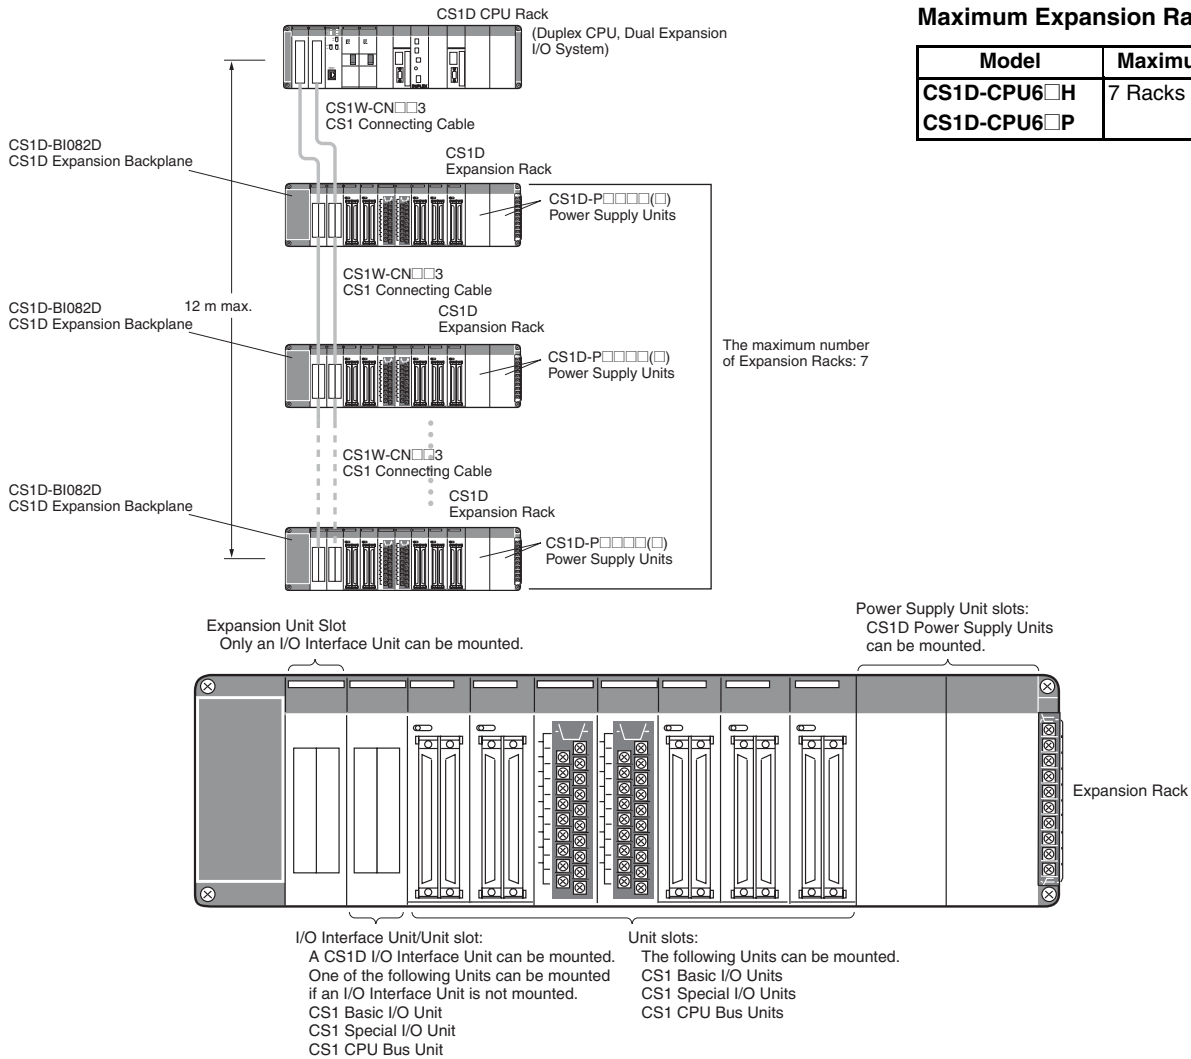 CS1D CPU Rack
(Duplex CPU, Dual Expansion
I/O System)
CS1W-CN□□3
CS1 Connecting Cable
CS1D-BI082D
CS1D Expansion Backplane
CS1D
Expansion Rack
CS1D-P□□□□(□)
Power Supply Units
CS1W-CN□□3
CS1 Connecting Cable
CS1D-BI082D
CS1D Expansion Backplane
12 m max.
CS1D
Expansion Rack
CS1D-P□□□□(□)
Power Supply Units
The maximum number
of Expansion Racks: 7
CS1W-CN□□3
CS1 Connecting Cable
CS1D-BI082D
CS1D Expansion Backplane
CS1D
Expansion Rack
CS1D-P□□□□(□)
Power Supply Units
Maximum Expansion Ra
Model Maximu
CS1D-CPU6□H 7 Racks
CS1D-CPU6□P
Expansion Unit Slot
Only an I/O Interface Unit can be mounted.
Power Supply Unit slots:
CS1D Power Supply Units
can be mounted.
Expansion Rack
I/O Interface Unit/Unit slot:
A CS1D I/O Interface Unit can be mounted.
One of the following Units can be mounted
if an I/O Interface Unit is not mounted.
CS1 Basic I/O Unit
CS1 Special I/O Unit
CS1 CPU Bus Unit
Unit slots:
The following Units can be mounted.
CS1 Basic I/O Units
CS1 Special I/O Units
CS1 CPU Bus Units